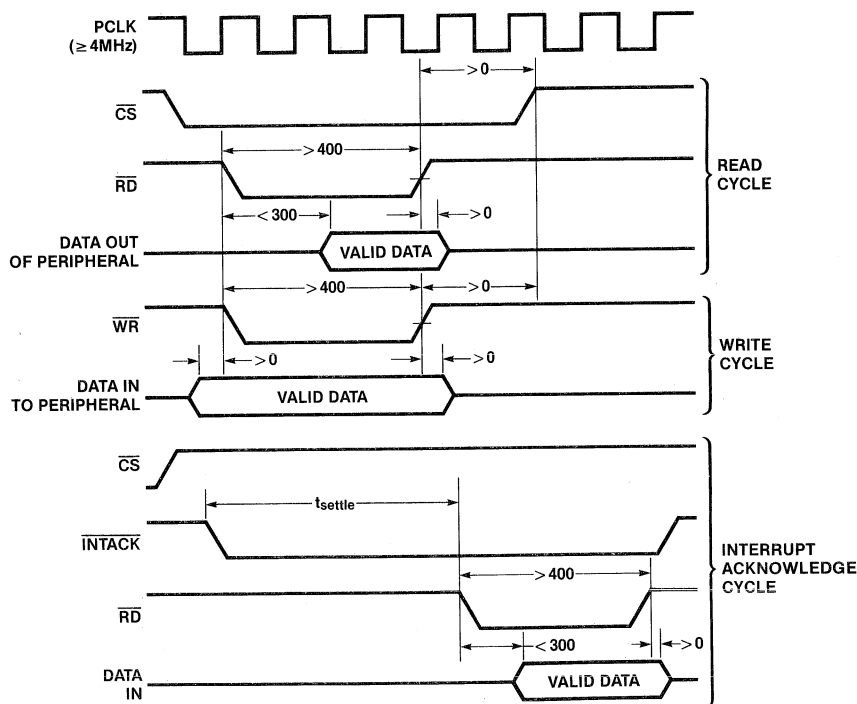 PCLK
(≥ 4MHz)
> 0
CS
> 400
READ
CYCLE
RD
< 300
> 0
DATA OUT
OF PERIPHERAL
VALID DATA
> 400
> 0
WR
WRITE
CYCLE
> 0
> 0
DATA IN
TO PERIPHERAL
VALID DATA
CS
tsettle
INTACK
INTERRUPT
ACKNOWLEDGE
CYCLE
> 400
RD
< 300
> 0
DATA
IN
VALID DATA